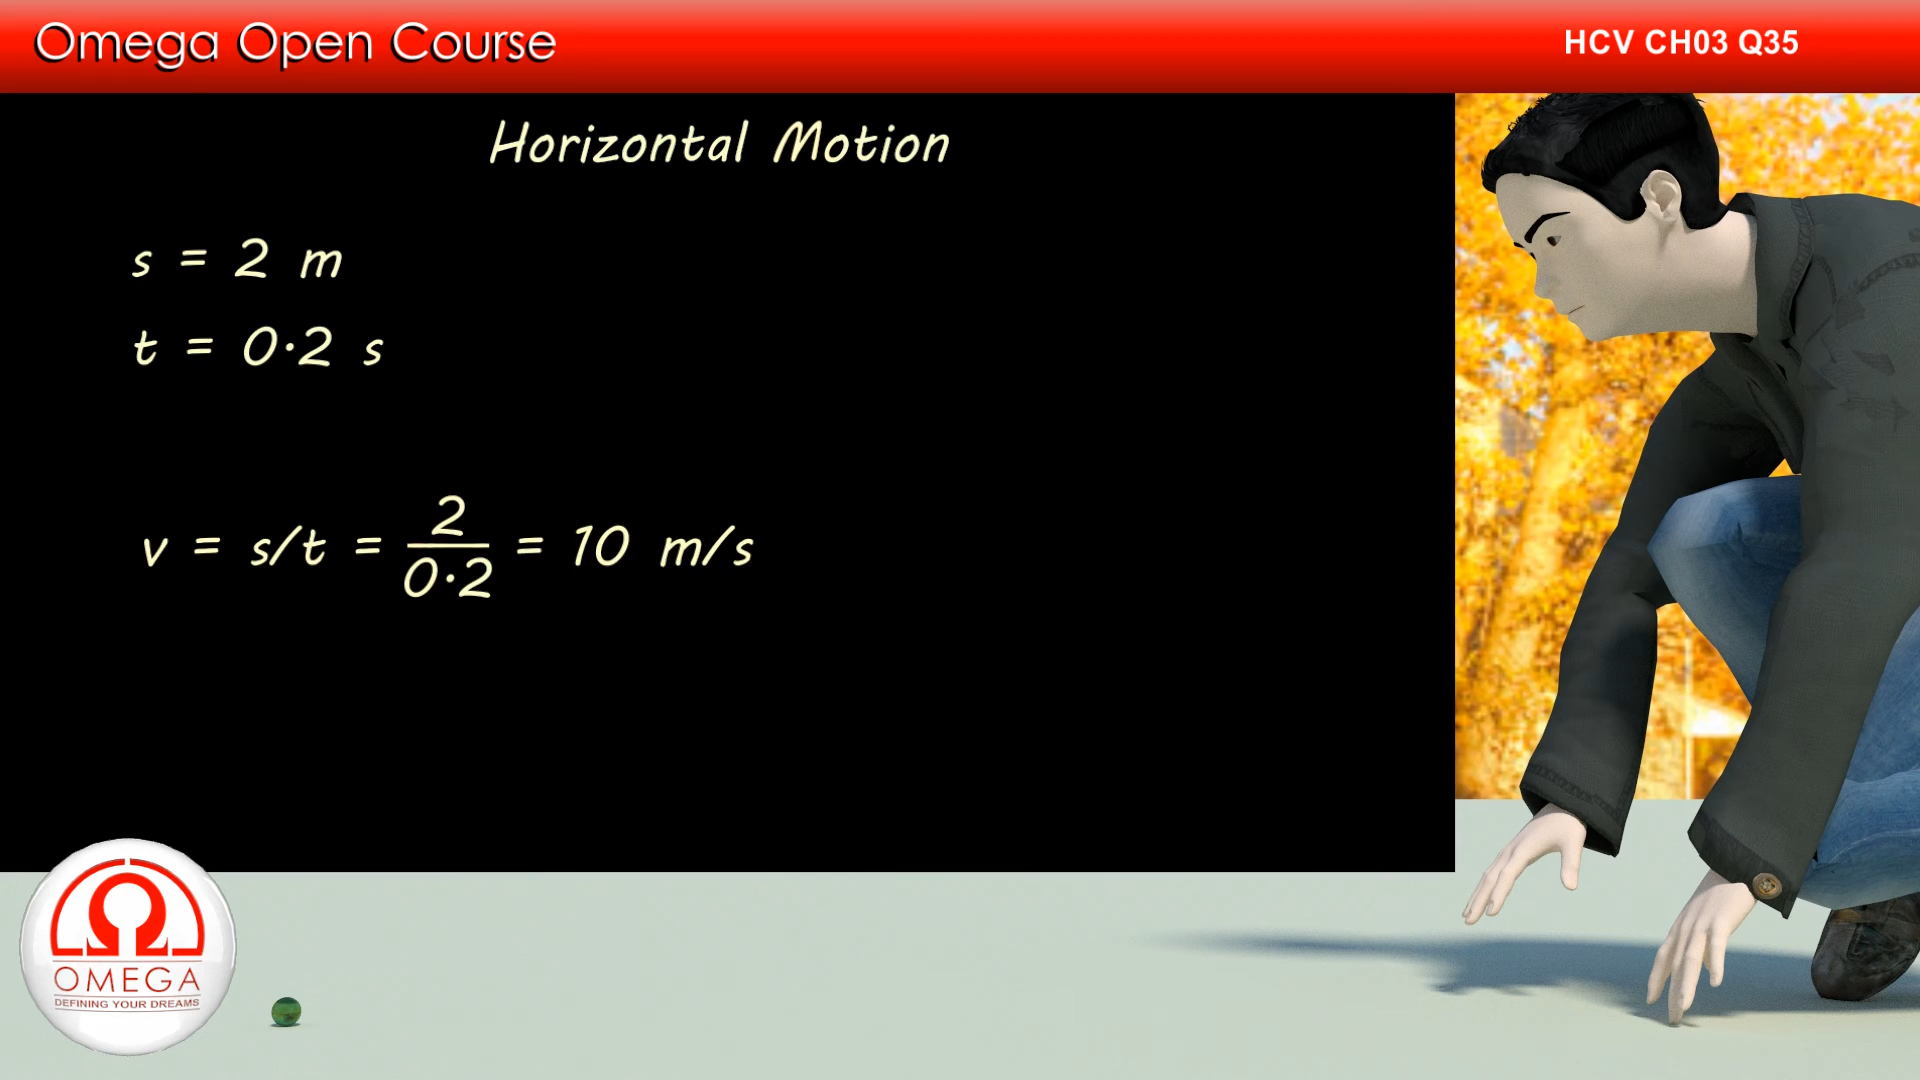 Omega Open Course
HCV CH03 Q35
Horizontal Motion
s = 2 m
t = 0·2 s
v = s/t = 2/0·2 = 10 m/s
Ω
OMEGA
DEFINING YOUR DREAMS